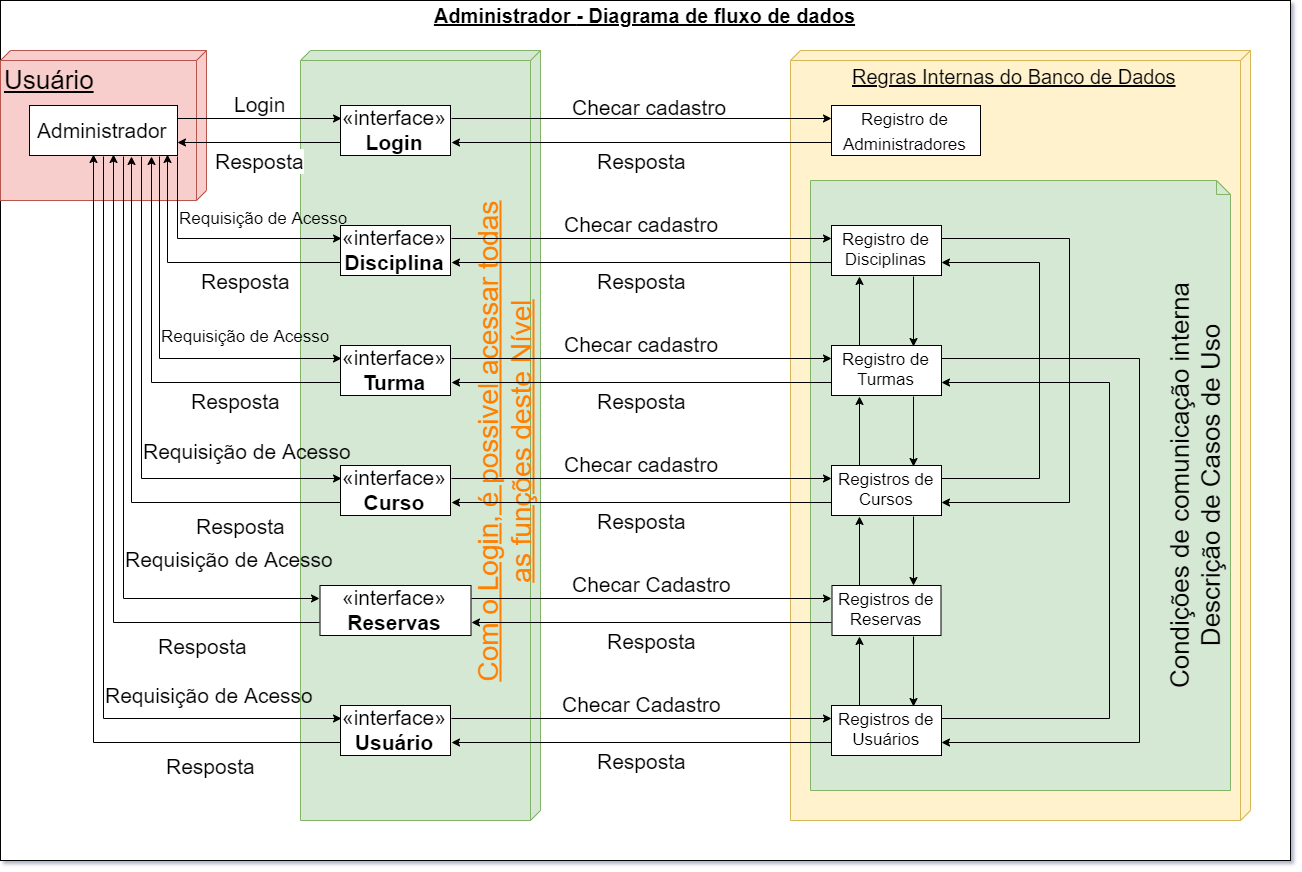 Administrador - Diagrama de fluxo de dados
Usuário
Administrador
Login
Resposta
«interface»
Login
Checar cadastro
Resposta
Regras Internas do Banco de Dados
Registro de
Administradores
Requisição de Acesso
Resposta
«interface»
Disciplina
Checar cadastro
Resposta
Registro de
Disciplinas
Requisição de Acesso
Resposta
«interface»
Turma
Checar cadastro
Resposta
Registro de
Turmas
Requisição de Acesso
Resposta
«interface»
Curso
Checar cadastro
Resposta
Registros de
Cursos
Requisição de Acesso
Resposta
«interface»
Reservas
Checar Cadastro
Resposta
Registros de
Reservas
Requisição de Acesso
Resposta
«interface»
Usuário
Checar Cadastro
Resposta
Registros de
Usuários
Com o Login, é possivel acessar todas
as funções deste Nível
Condições de comunicação interna
Descrição de Casos de Uso